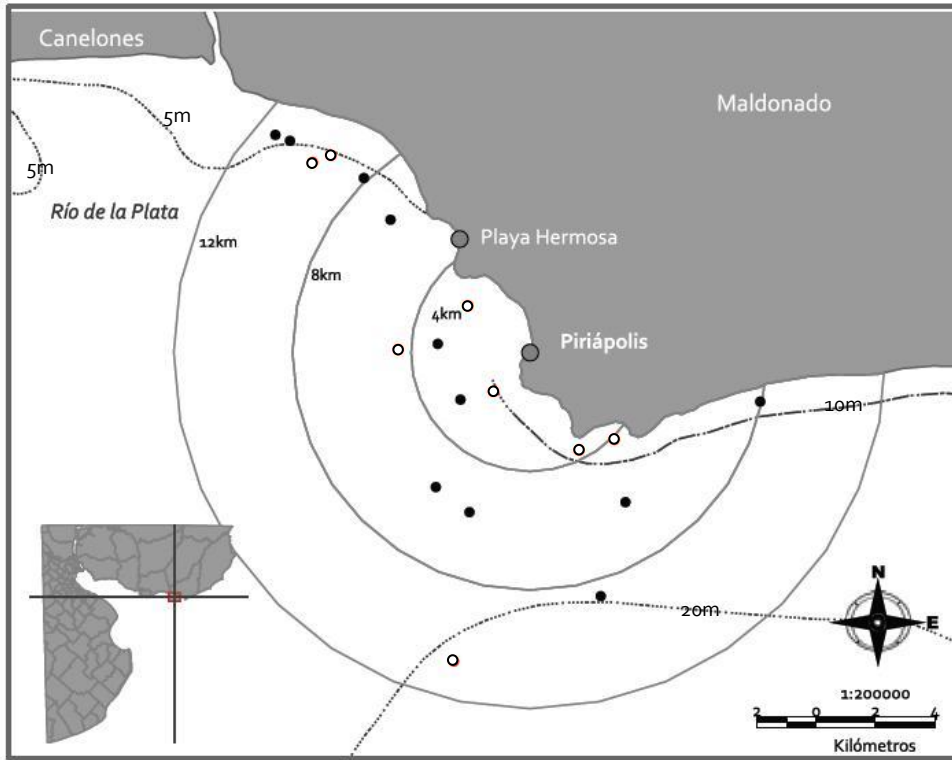 Canelones
Maldonado
5m
5m
Río de la Plata
Playa Hermosa
12km
8km
4km
Piriápolis
10m
20m
N
E
1:200000
2 0 2 4
Kilómetros